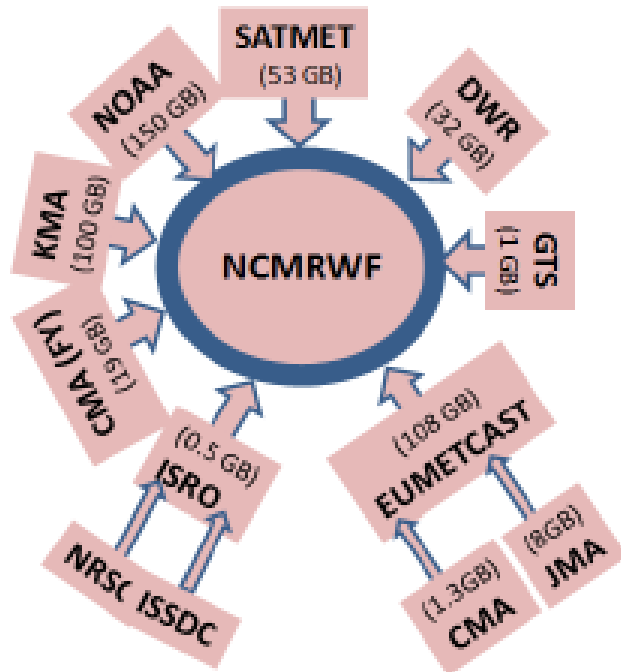 SATMET
(53 GB)
NOAA
(150 GB)
DWR
(32 GB)
KMA
(100 GB)
NCMRWF
GTS
(1 GB)
CMA (FY)
(19 GB)
(0.5 GB)
ISRO
(108 GB)
EUMETCAST
NRSC
ISSDC
(1.3GB)
CMA
(8GB)
JMA